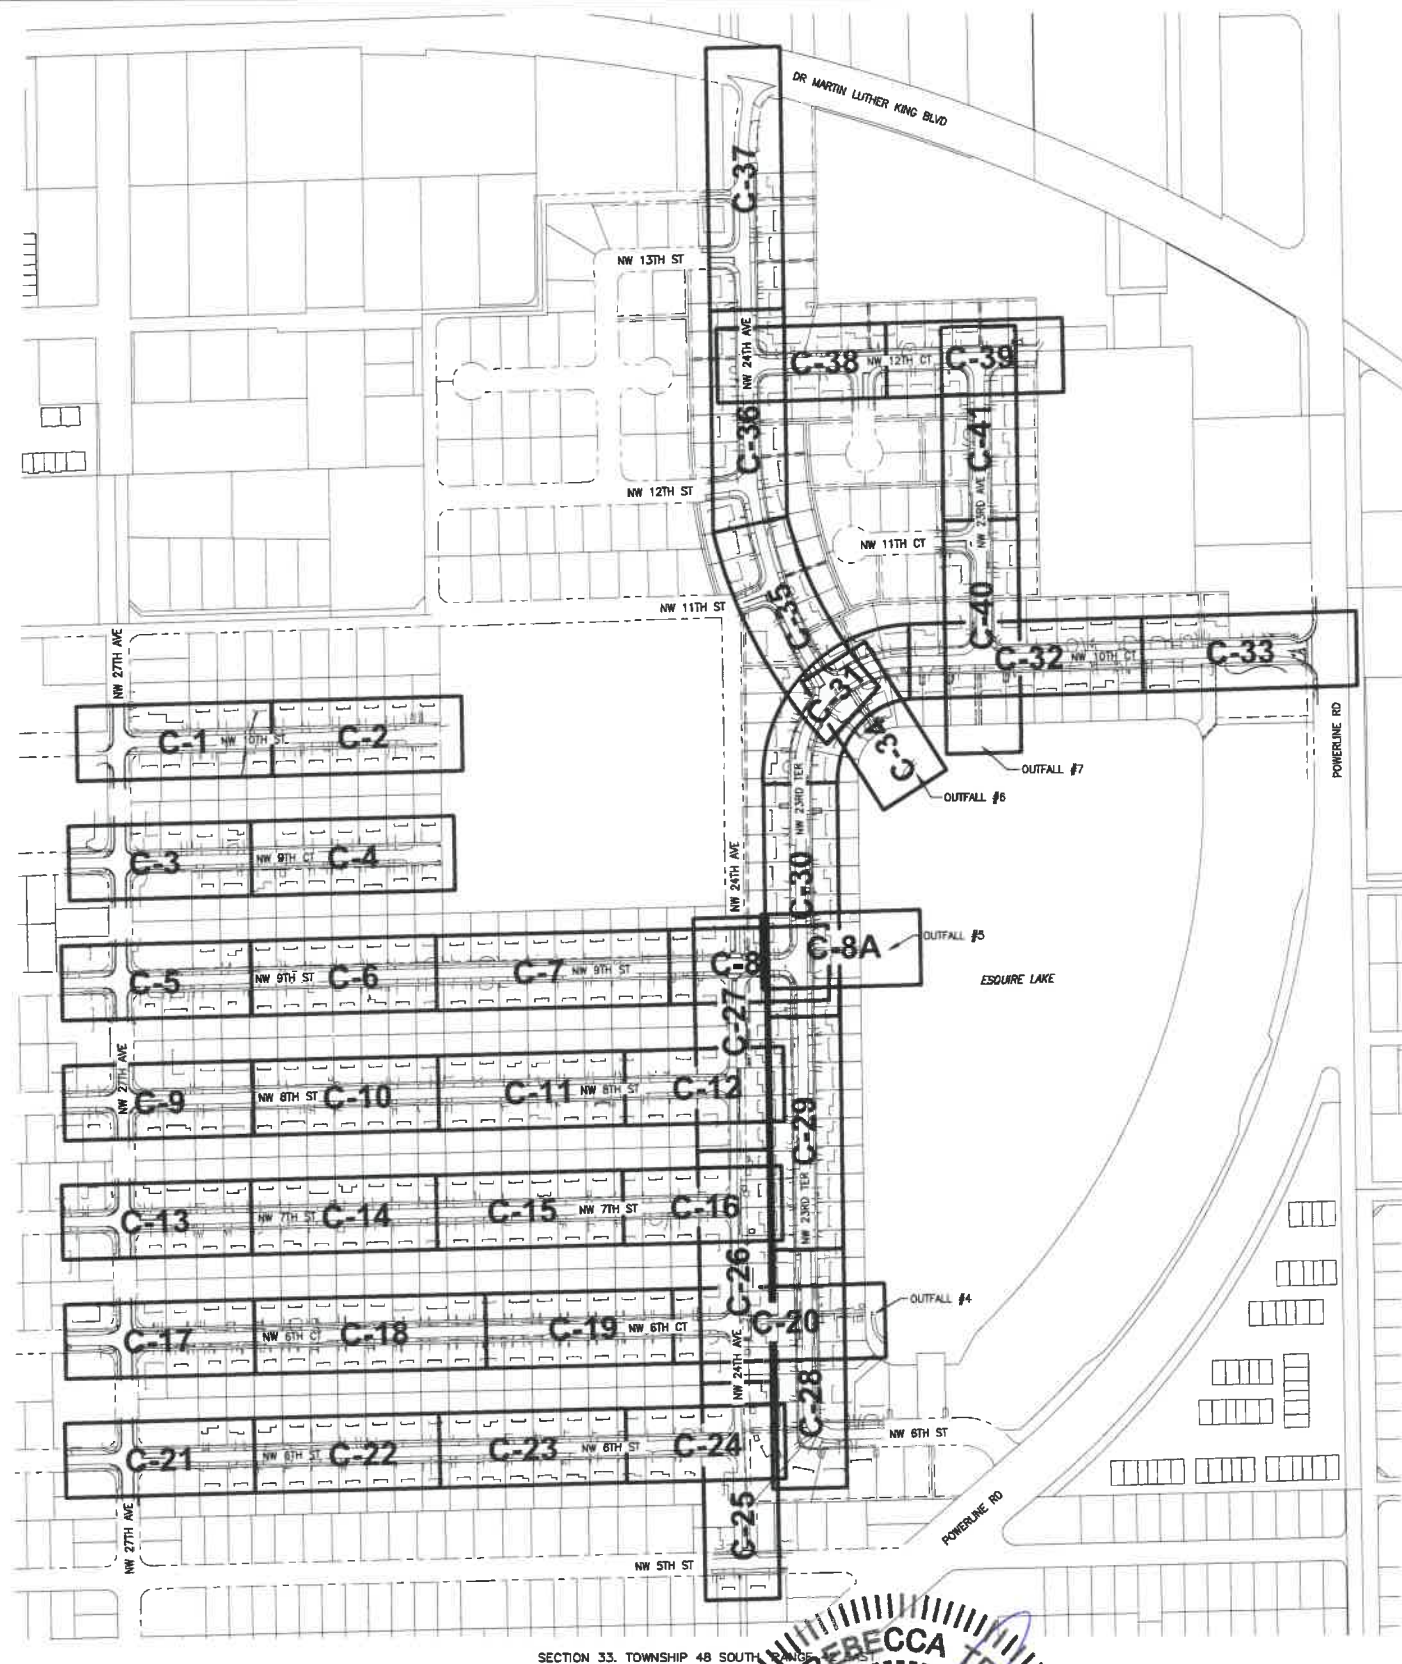 DR MARTIN LUTHER KING BLVD
C-37
NW 13TH ST
NW 24TH AVE
C-38
NW 12TH CT
C-39
C-36
C-41
NW 12TH ST
NW 23RD AVE
NW 11TH CT
C-35
C-40
NW 11TH ST
NW 27TH AVE
C-32
NW 10TH CT
C-33
C-31
C-34
POWERLINE RD
C-1
NW 10TH ST
C-2
OUTFALL #7
OUTFALL #6
NW 23RD TER
C-3
NW 9TH CT
C-4
NW 24TH AVE
C-30
OUTFALL #5
C-5
NW 9TH ST
C-6
C-7
NW 9TH ST
C-8
C-8A
ESQUIRE LAKE
C-27
NW 27TH AVE
C-9
NW 8TH ST
C-10
C-11
NW 8TH ST
C-12
C-29
C-13
NW 7TH ST
C-14
C-15
NW 7TH ST
C-16
NW 23RD TER
C-26
OUTFALL #4
C-17
NW 6TH CT
C-18
C-19
NW 6TH CT
C-20
NW 24TH AVE
C-28
NW 6TH ST
C-21
NW 6TH ST
C-22
C-23
NW 6TH ST
C-24
C-25
POWERLINE RD
NW 27TH AVE
NW 5TH ST
SECTION 33, TOWNSHIP 48 SOUTH, RANGE EAST
REBECCA